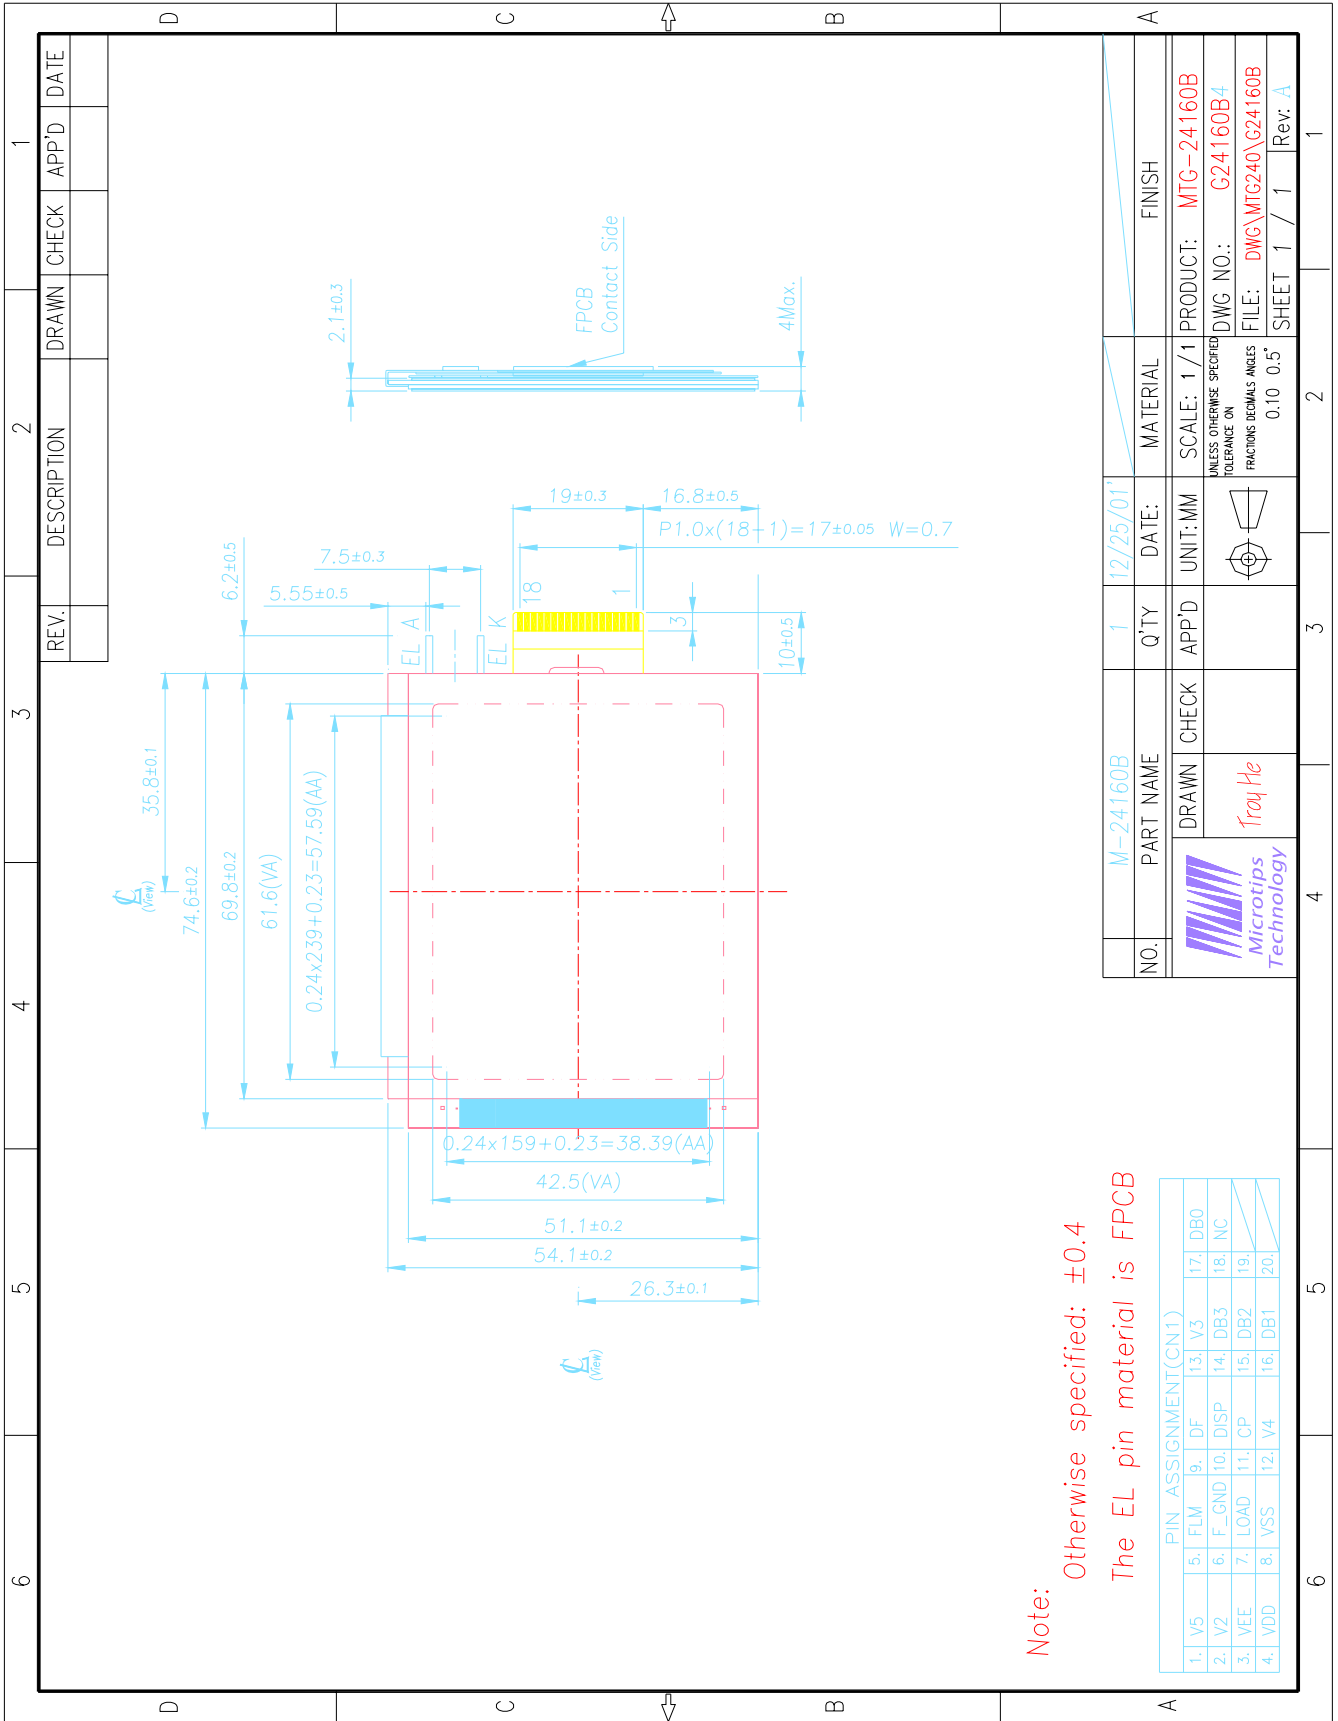 6
5
4
3
2
1
D
C
B
A
REV.
DESCRIPTION
DRAWN
CHECK
APP'D
DATE
℄
(View)
35.8±0.1
74.6±0.2
69.8±0.2
61.6(VA)
0.24x239+0.23=57.59(AA)
6.2±0.5
5.55±0.5
7.5±0.3
EL A
EL K
18
1
19±0.3
16.8±0.5
P1.0x(18-1)=17±0.05 W=0.7
3
10±0.5
2.1±0.3
FPCB
Contact Side
4Max.
0.24x159+0.23=38.39(AA)
42.5(VA)
51.1±0.2
54.1±0.2
26.3±0.1
℄
(View)
Note:
Otherwise specified: ±0.4
The EL pin material is FPCB
PIN ASSIGNMENT(CN1)
1. V5 5. FLM 9. DF 13. V3 17. DB0
2. V2 6. F_GND 10. DISP 14. DB3 18. NC
3. VEE 7. LOAD 11. CP 15. DB2 19.
4. VDD 8. VSS 12. V4 16. DB1 20.
M-24160B 1 12/25/01'
NO. PART NAME Q'TY DATE: MATERIAL FINISH
Microtips
Technology
DRAWN CHECK APP'D UNIT:MM SCALE: 1/1 PRODUCT: MTG-24160B
Troy He
UNLESS OTHERWISE SPECIFIED
TOLERANCE ON
FRACTIONS DECIMALS ANGLES
0.10 0.5°
DWG NO.: G24160B4
FILE: DWG\MTG240\G24160B
SHEET 1 / 1 Rev: A
6
5
4
3
2
1
D
C
B
A